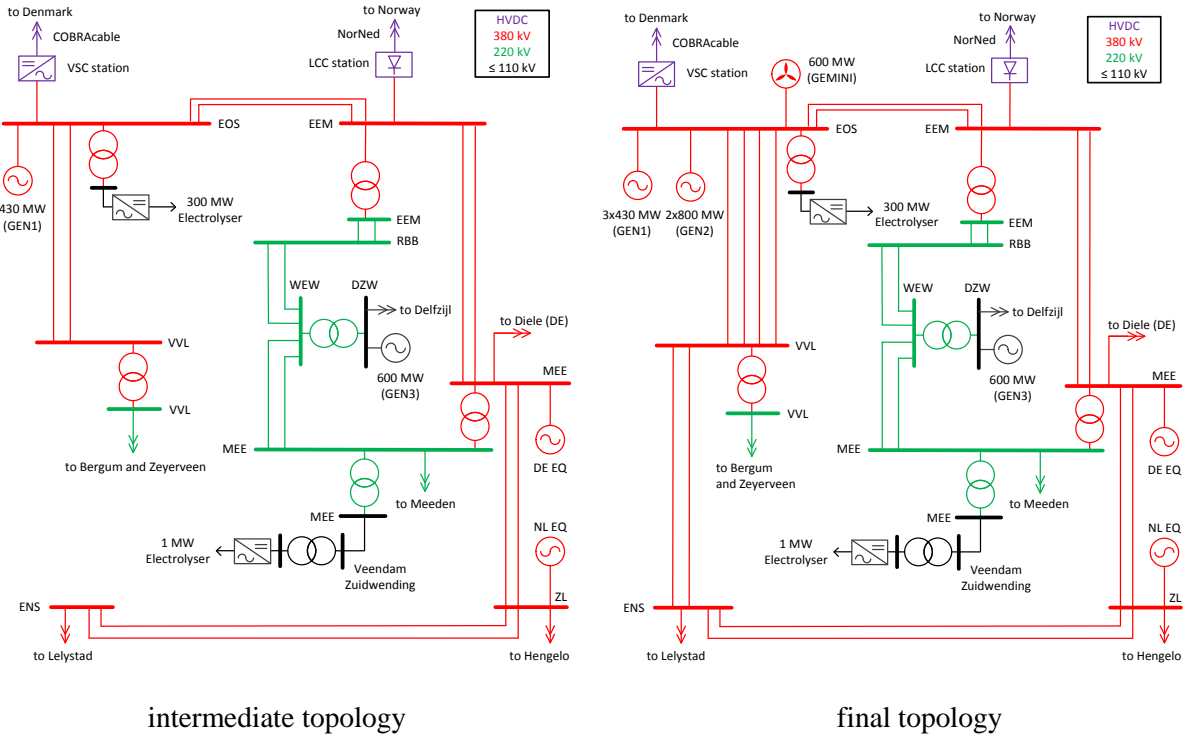 to Denmark
COBRAcable
VSC station
to Norway
NorNed
LCC station
HVDC
380 kV
220 kV
≤ 110 kV
EOS
EEM
430 MW
(GEN1)
300 MW
Electrolyser
EEM
RBB
WEW
DZW
to Delfzijl
600 MW
(GEN3)
to Diele (DE)
VVL
MEE
VVL
DE EQ
MEE
to Bergum and Zeyerveen
to Meeden
MEE
NL EQ
1 MW
Electrolyser
Veendam
Zuidwending
ENS
ZL
to Lelystad
to Hengelo
intermediate topology
to Denmark
COBRAcable
VSC station
600 MW
(GEMINI)
to Norway
NorNed
LCC station
HVDC
380 kV
220 kV
≤ 110 kV
EOS
EEM
3x430 MW
(GEN1)
2x800 MW
(GEN2)
300 MW
Electrolyser
EEM
RBB
WEW
DZW
to Delfzijl
600 MW
(GEN3)
to Diele (DE)
VVL
MEE
VVL
DE EQ
MEE
to Bergum
and Zeyerveen
to Meeden
MEE
NL EQ
1 MW
Electrolyser
Veendam
Zuidwending
ENS
ZL
to Lelystad
to Hengelo
final topology